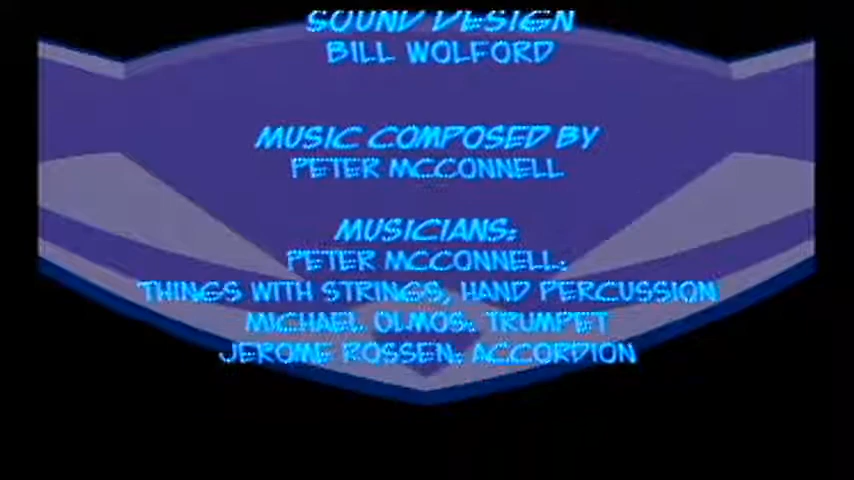 SOUND DESIGN
BILL WOLFORD
MUSIC COMPOSED BY
PETER MCCONNELL
MUSICIANS:
PETER MCCONNELL:
THINGS WITH STRINGS, HAND PERCUSSION
MICHAEL OLMOS: TRUMPET
JEROME ROSSEN: ACCORDION